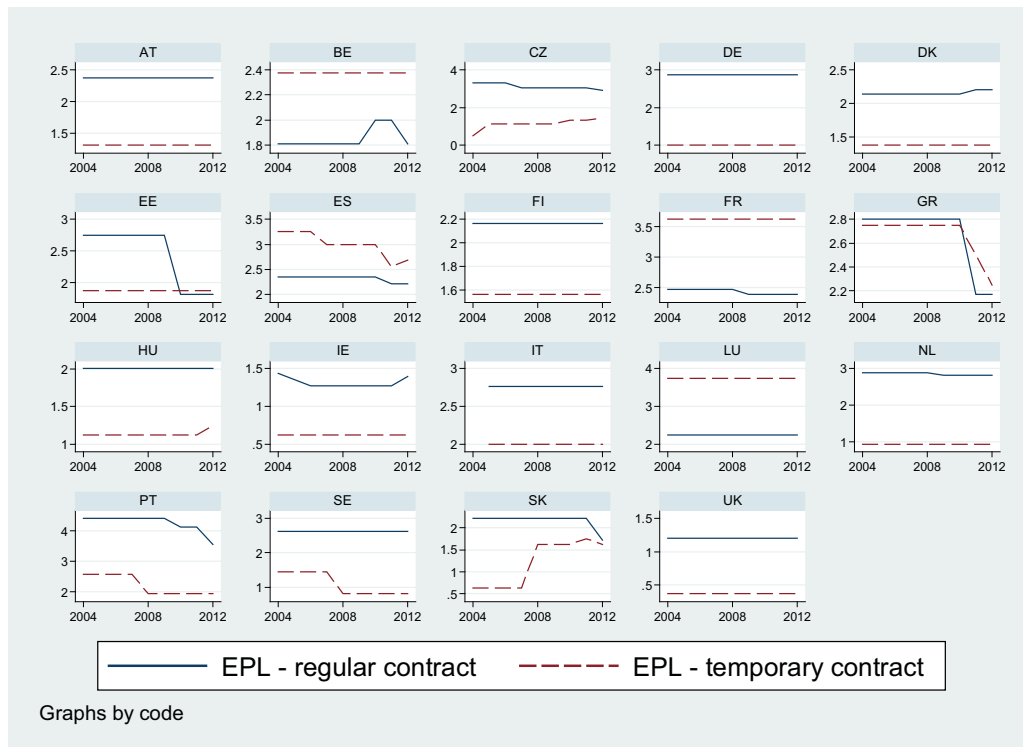 AT BE CZ DE DK
2.5 2.4 4 3 2.5
2 2.2 2 2 2
1.5 2 0 1 1.5
1.8
2004 2008 2012 2004 2008 2012 2004 2008 2012 2004 2008 2012 2004 2008 2012
EE ES FI FR GR
3 3.5 2.2 3.5 2.8
2.5 3 2 2.5 2.6
2 2.5 1.8 2.4
2 1.6 2.2
2004 2008 2012 2004 2008 2012 2004 2008 2012 2004 2008 2012 2004 2008 2012
HU IE IT LU NL
2 1.5 3 4 3
1.5 1 2.5 3 2
1 .5 2 2 1
2004 2008 2012 2004 2008 2012 2004 2008 2012 2004 2008 2012 2004 2008 2012
PT SE SK UK
4 3 2 1.5
3 2 1.5 1
2 1 1 .5
.5
2004 2008 2012 2004 2008 2012 2004 2008 2012 2004 2008 2012
EPL - regular contract EPL - temporary contract
Graphs by code